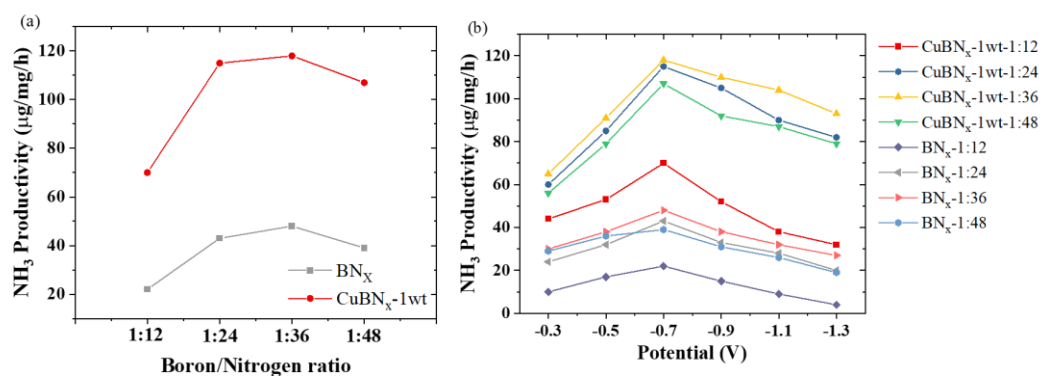 (a)
120
100
80
60
40
20
NH₃ Productivity (μg/mg/h)
BNX
CuBNx-1wt
1:12 1:24 1:36 1:48
Boron/Nitrogen ratio
(b)
120
100
80
60
40
20
0
NH₃ Productivity (μg/mg/h)
-0.3 -0.5 -0.7 -0.9 -1.1 -1.3
Potential (V)
CuBNx-1wt-1:12
CuBNx-1wt-1:24
CuBNx-1wt-1:36
CuBNx-1wt-1:48
BNx-1:12
BNx-1:24
BNx-1:36
BNx-1:48